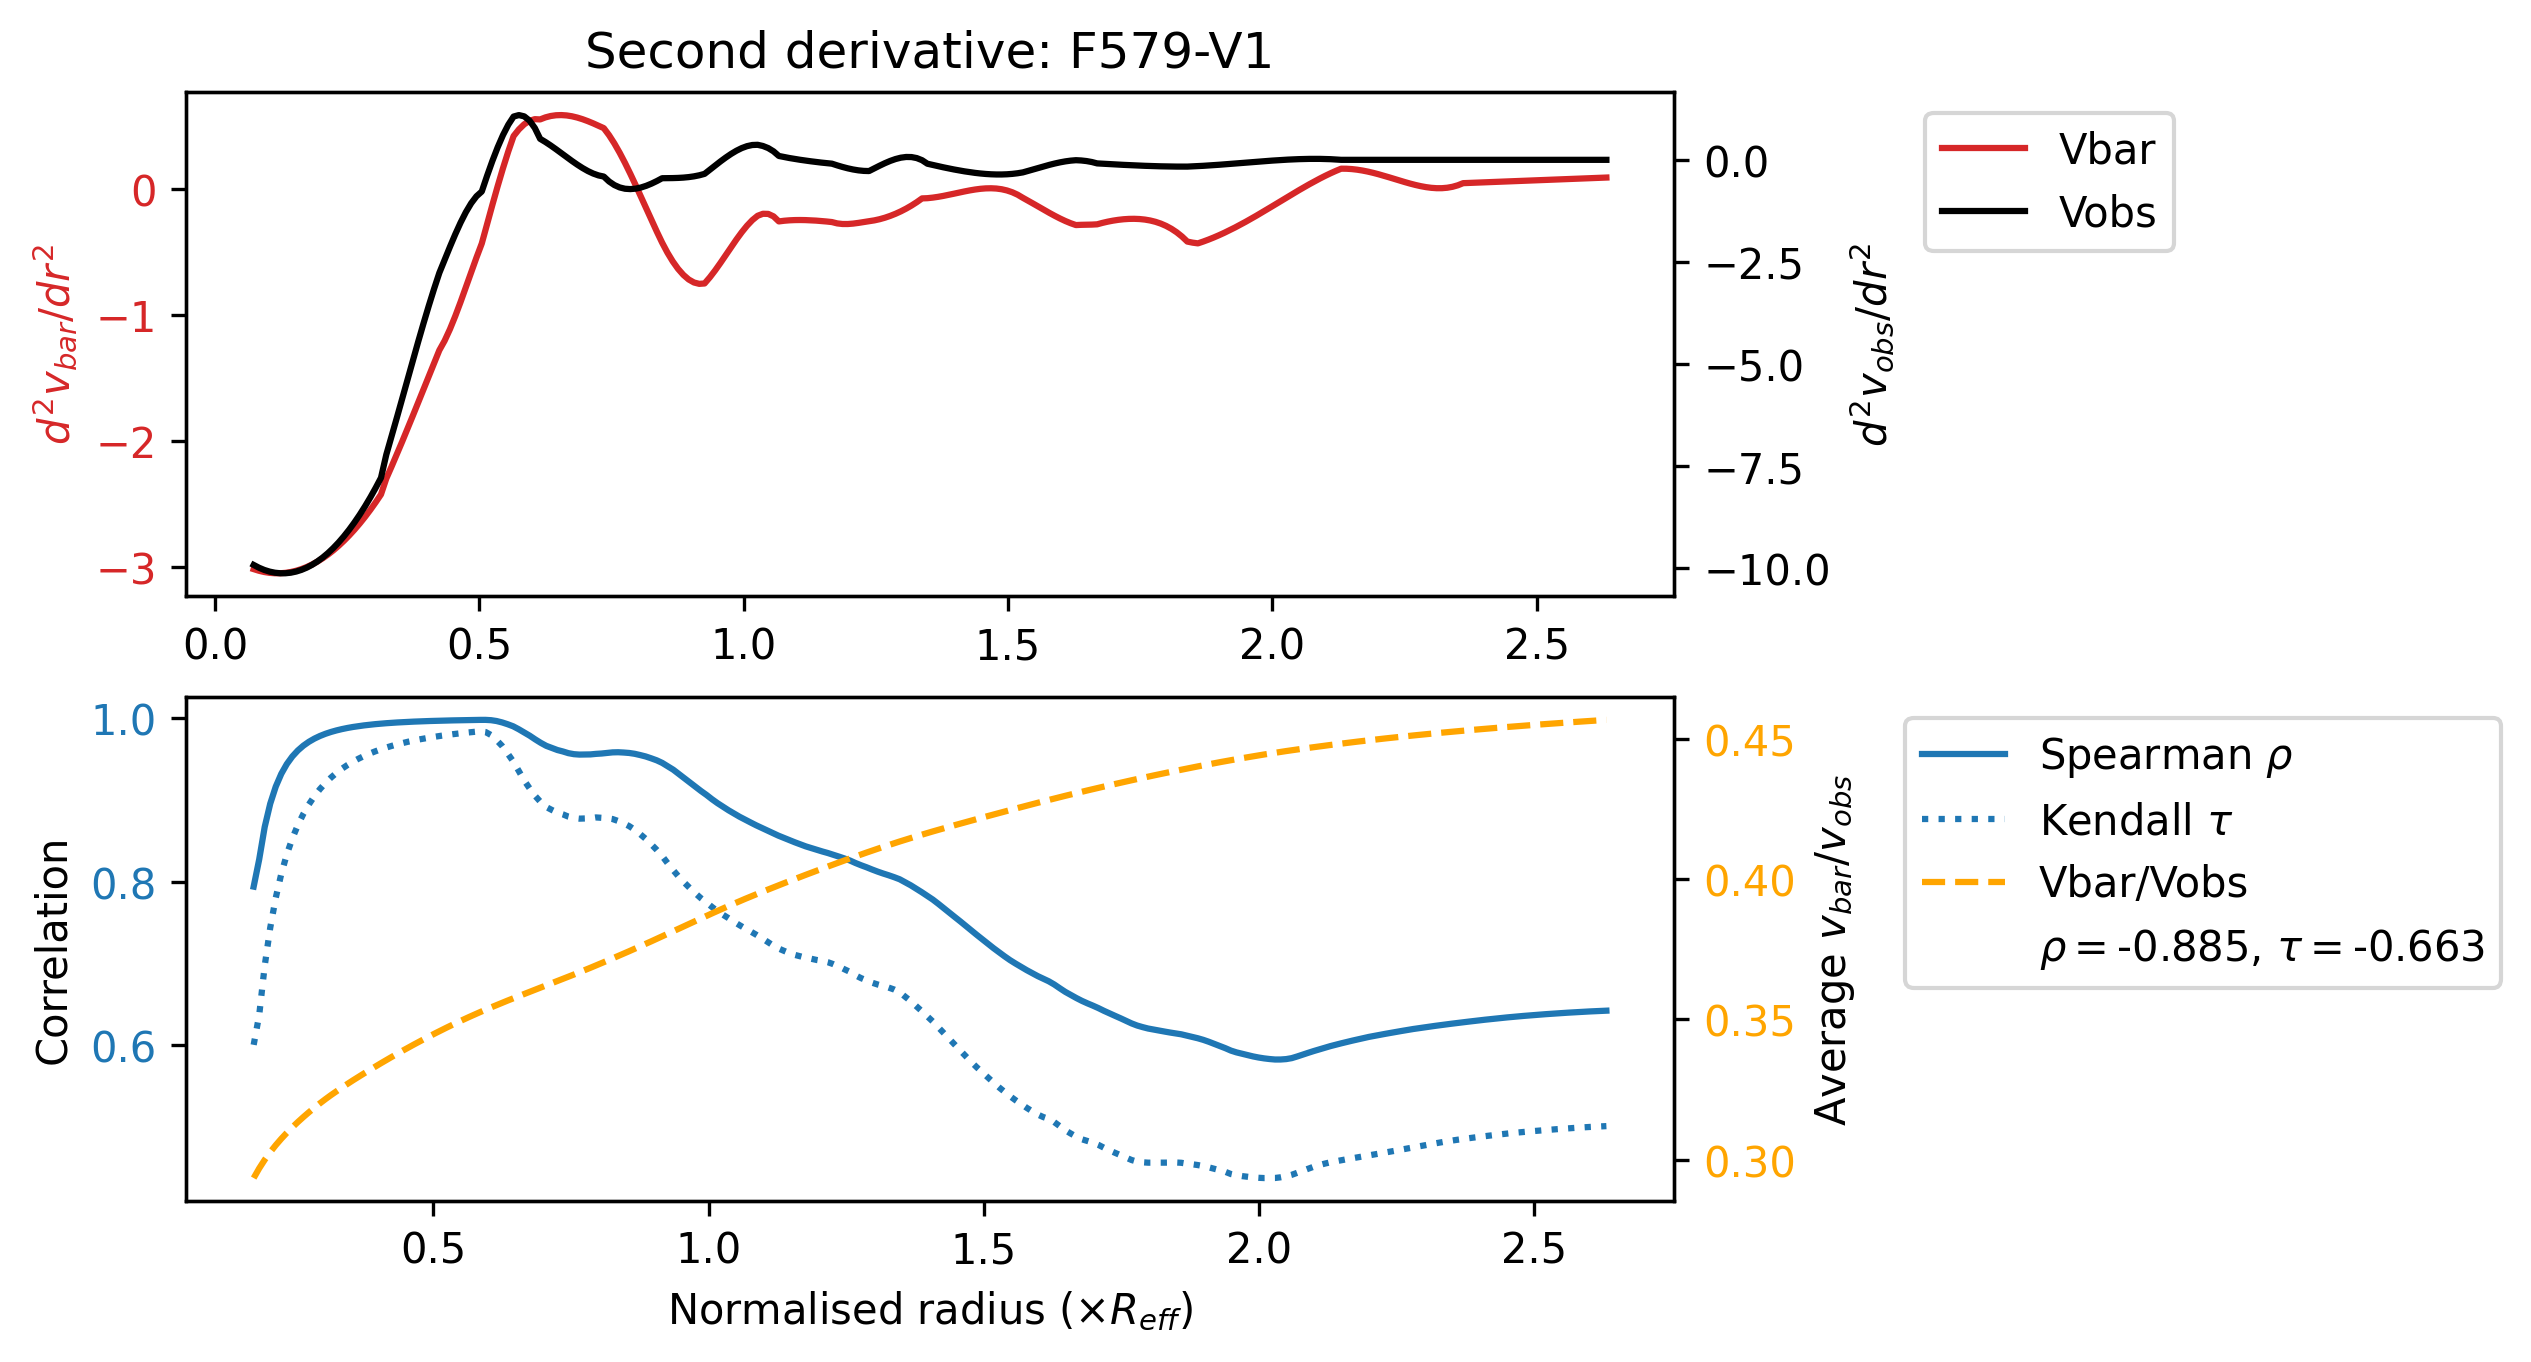 Second derivative: F579-V1
d²v_bar/dr²
0
−1
−2
−3
0.0
−2.5
−5.0
−7.5
−10.0
d²v_obs/dr²
Vbar
Vobs
0.0 0.5 1.0 1.5 2.0 2.5
Correlation
1.0
0.8
0.6
0.45
0.40
0.35
0.30
Average v_bar/v_obs
Spearman ρ
Kendall τ
Vbar/Vobs
ρ = -0.885, τ = -0.663
0.5 1.0 1.5 2.0 2.5
Normalised radius (×R_eff)